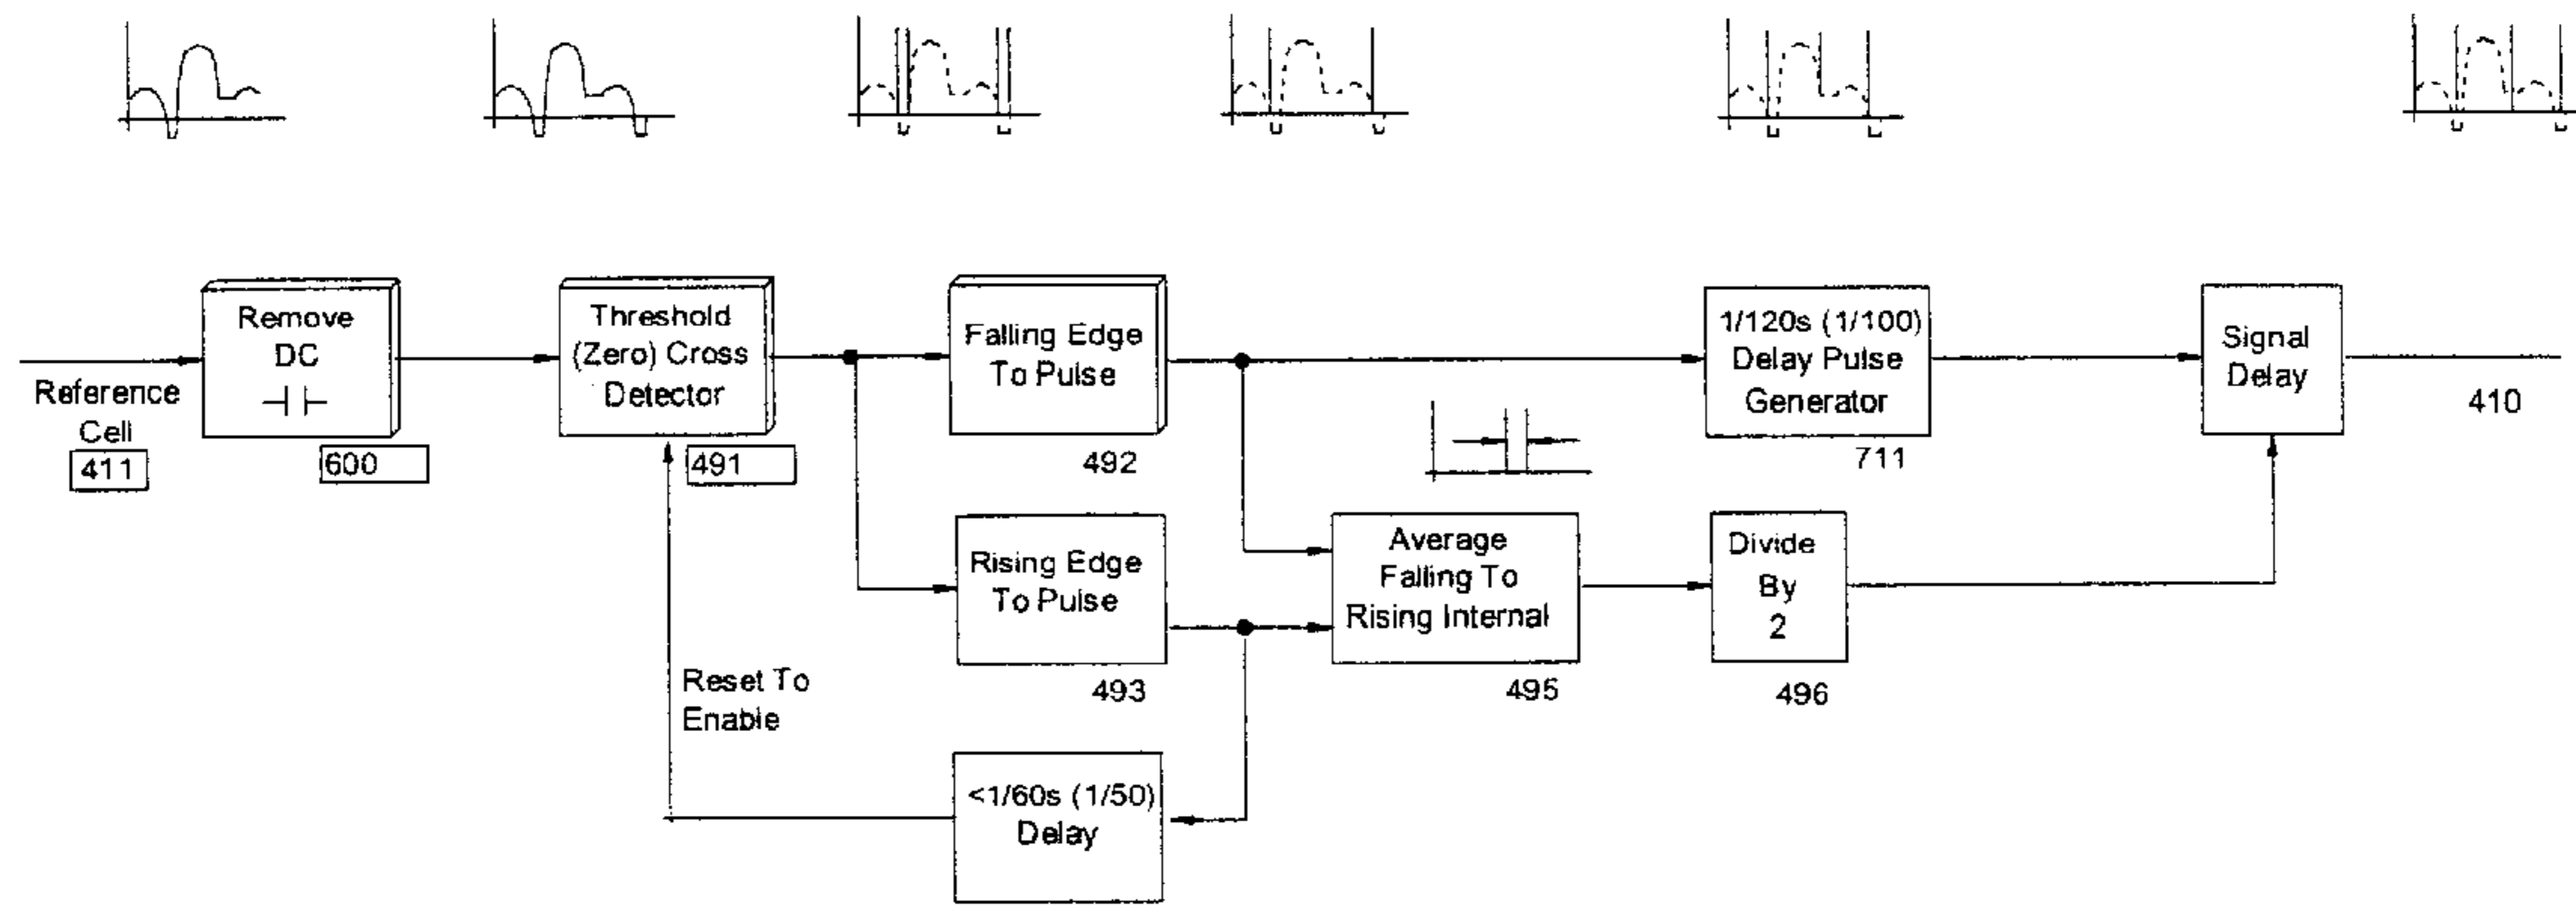 Reference
Cell
411
Remove
DC
600
Threshold
(Zero) Cross
Detector
491
Falling Edge
To Pulse
492
1/120s (1/100)
Delay Pulse
Generator
711
Signal
Delay
410
Rising Edge
To Pulse
493
Average
Falling To
Rising Internal
495
Divide
By
2
496
Reset To
Enable
<1/60s (1/50)
Delay